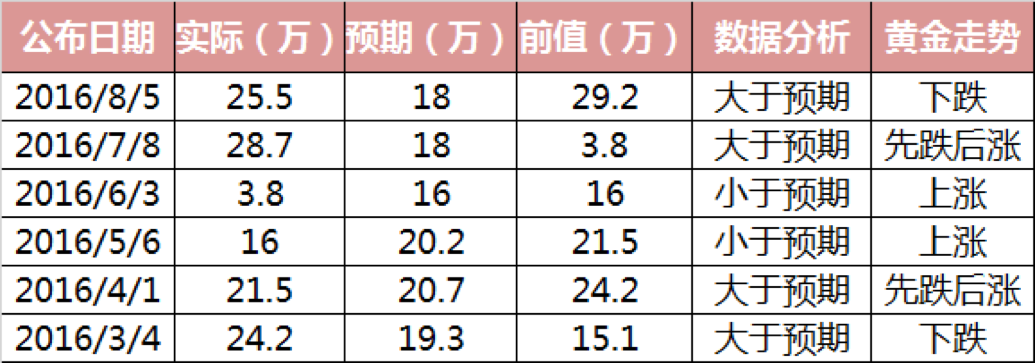 公布日期 实际（万） 预期（万） 前值（万） 数据分析 黄金走势
2016/8/5 25.5 18 29.2 大于预期 下跌
2016/7/8 28.7 18 3.8 大于预期 先跌后涨
2016/6/3 3.8 16 16 小于预期 上涨
2016/5/6 16 20.2 21.5 小于预期 上涨
2016/4/1 21.5 20.7 24.2 大于预期 先跌后涨
2016/3/4 24.2 19.3 15.1 大于预期 下跌